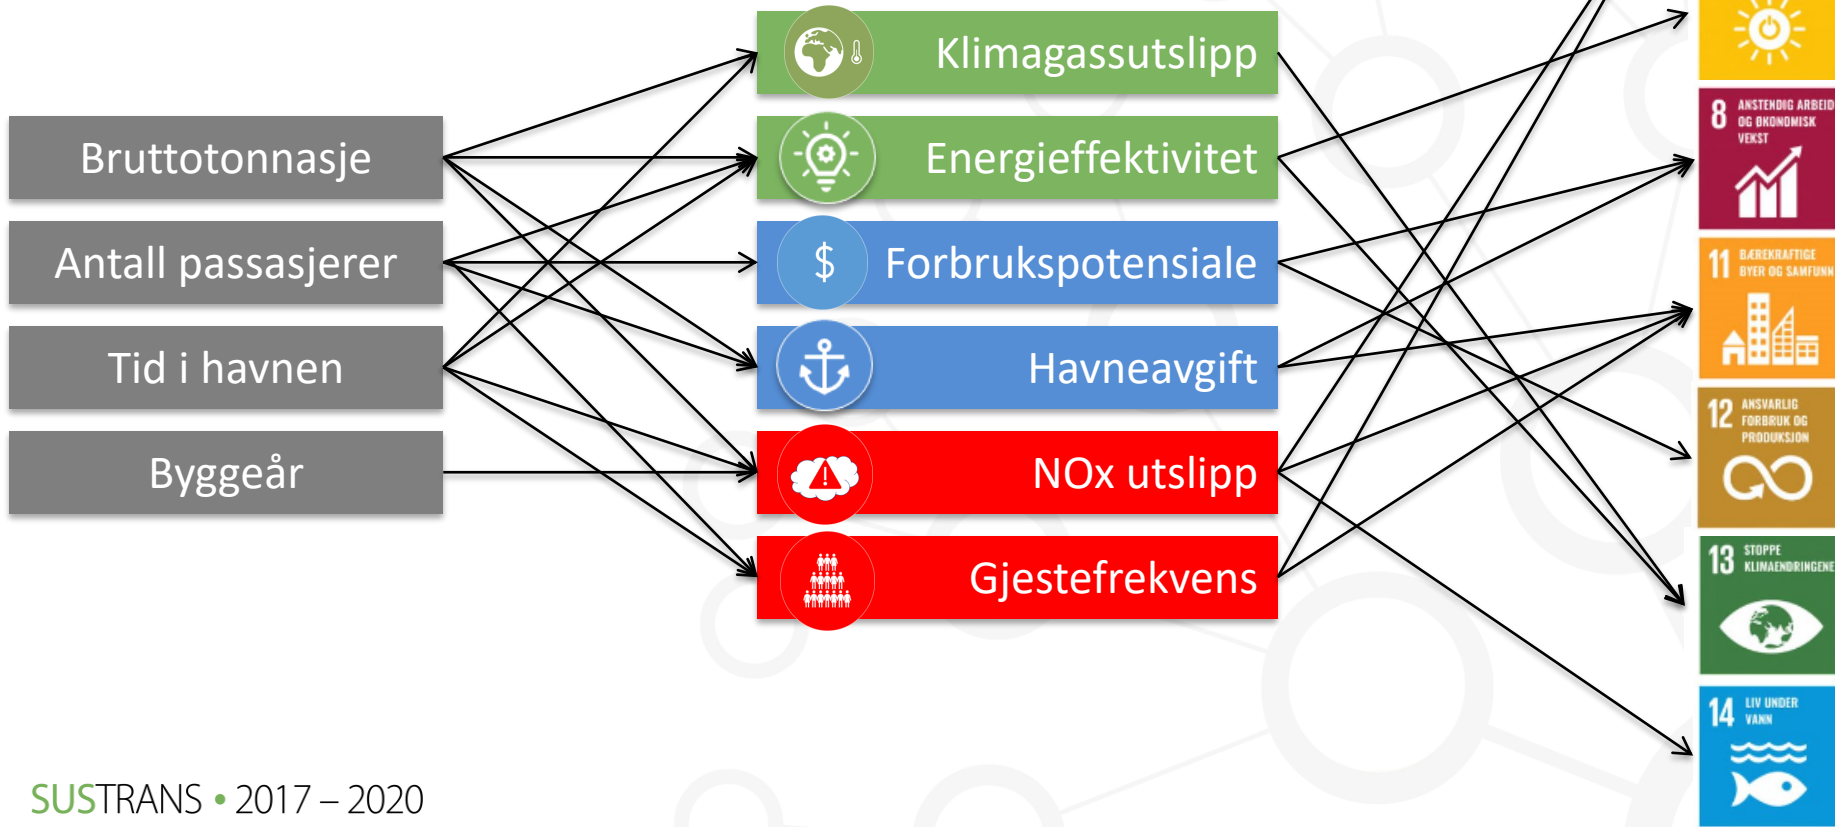 Bruttotonnasje
Antall passasjerer
Tid i havnen
Byggeår
Klimagassutslipp
Energieffektivitet
$ Forbrukspotensiale
Havneavgift
NOx utslipp
Gjestefrekvens
8 ANSTENDIG ARBEID
OG ØKONOMISK
VEKST
11 BÆREKRAFTIGE
BYER OG SAMFUNN
12 ANSVARLIG
FORBRUK OG
PRODUKSJON
13 STOPPE
KLIMAENDRINGENE
14 LIV UNDER
VANN
SUSTRANS • 2017 – 2020